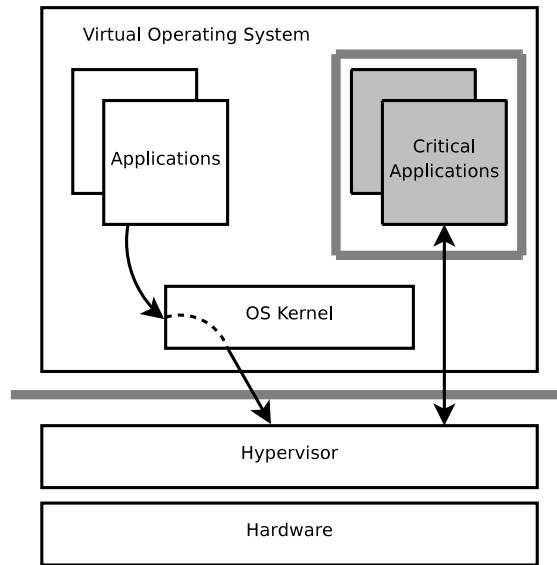 Virtual Operating System
Applications
Critical
Applications
OS Kernel
Hypervisor
Hardware